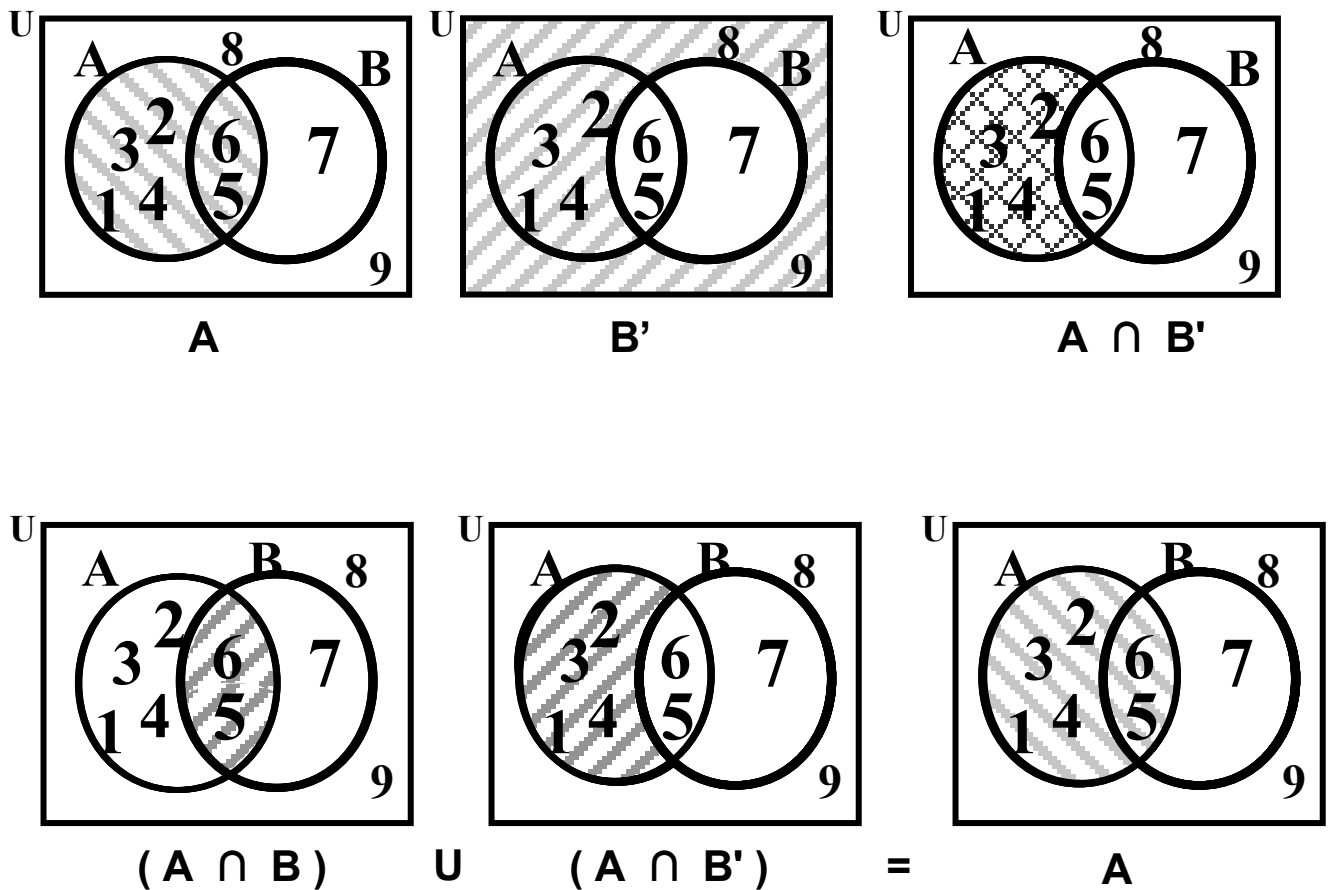 U 8 U 8 U 8
A B A B A B
2 2 2
3 6 7 3 6 7 3 6 7
1 4 5 1 4 5 1 4 5
9 9 9
A B’ A ∩ B'
U U U
A B 8 A B 8 A B 8
2 2 2
3 6 7 3 6 7 3 6 7
1 4 5 1 4 5 1 4 5
9 9 9
( A ∩ B ) U ( A ∩ B' ) = A